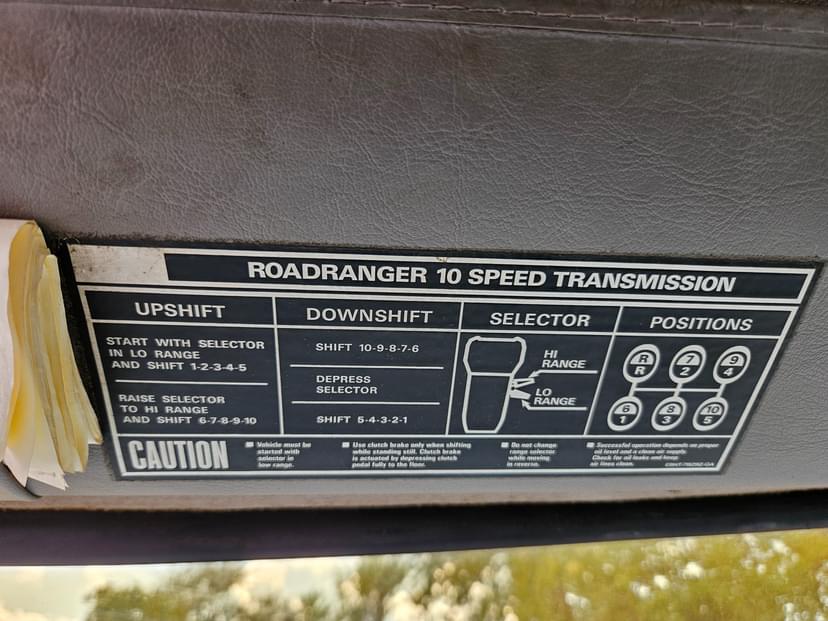 ROADRANGER 10 SPEED TRANSMISSION
UPSHIFT
START WITH SELECTOR
IN LO RANGE
AND SHIFT 1-2-3-4-5
RAISE SELECTOR
TO HI RANGE
AND SHIFT 6-7-8-9-10
DOWNSHIFT
SHIFT 10-9-8-7-6
DEPRESS
SELECTOR
SHIFT 5-4-3-2-1
SELECTOR
HI
RANGE
LO
RANGE
POSITIONS
R 7 9
R 2 4
6 8 10
1 3 5
CAUTION
Vehicle must be
started with
selector in
low range.
Use clutch brake only when shifting
while standing still. Clutch brake
is actuated by depressing clutch
pedal fully to the floor.
Do not change
range selector
while moving
in reverse.
Successful operation depends on proper
oil level and a clean air supply.
Check for oil leaks and keep
air lines clean.